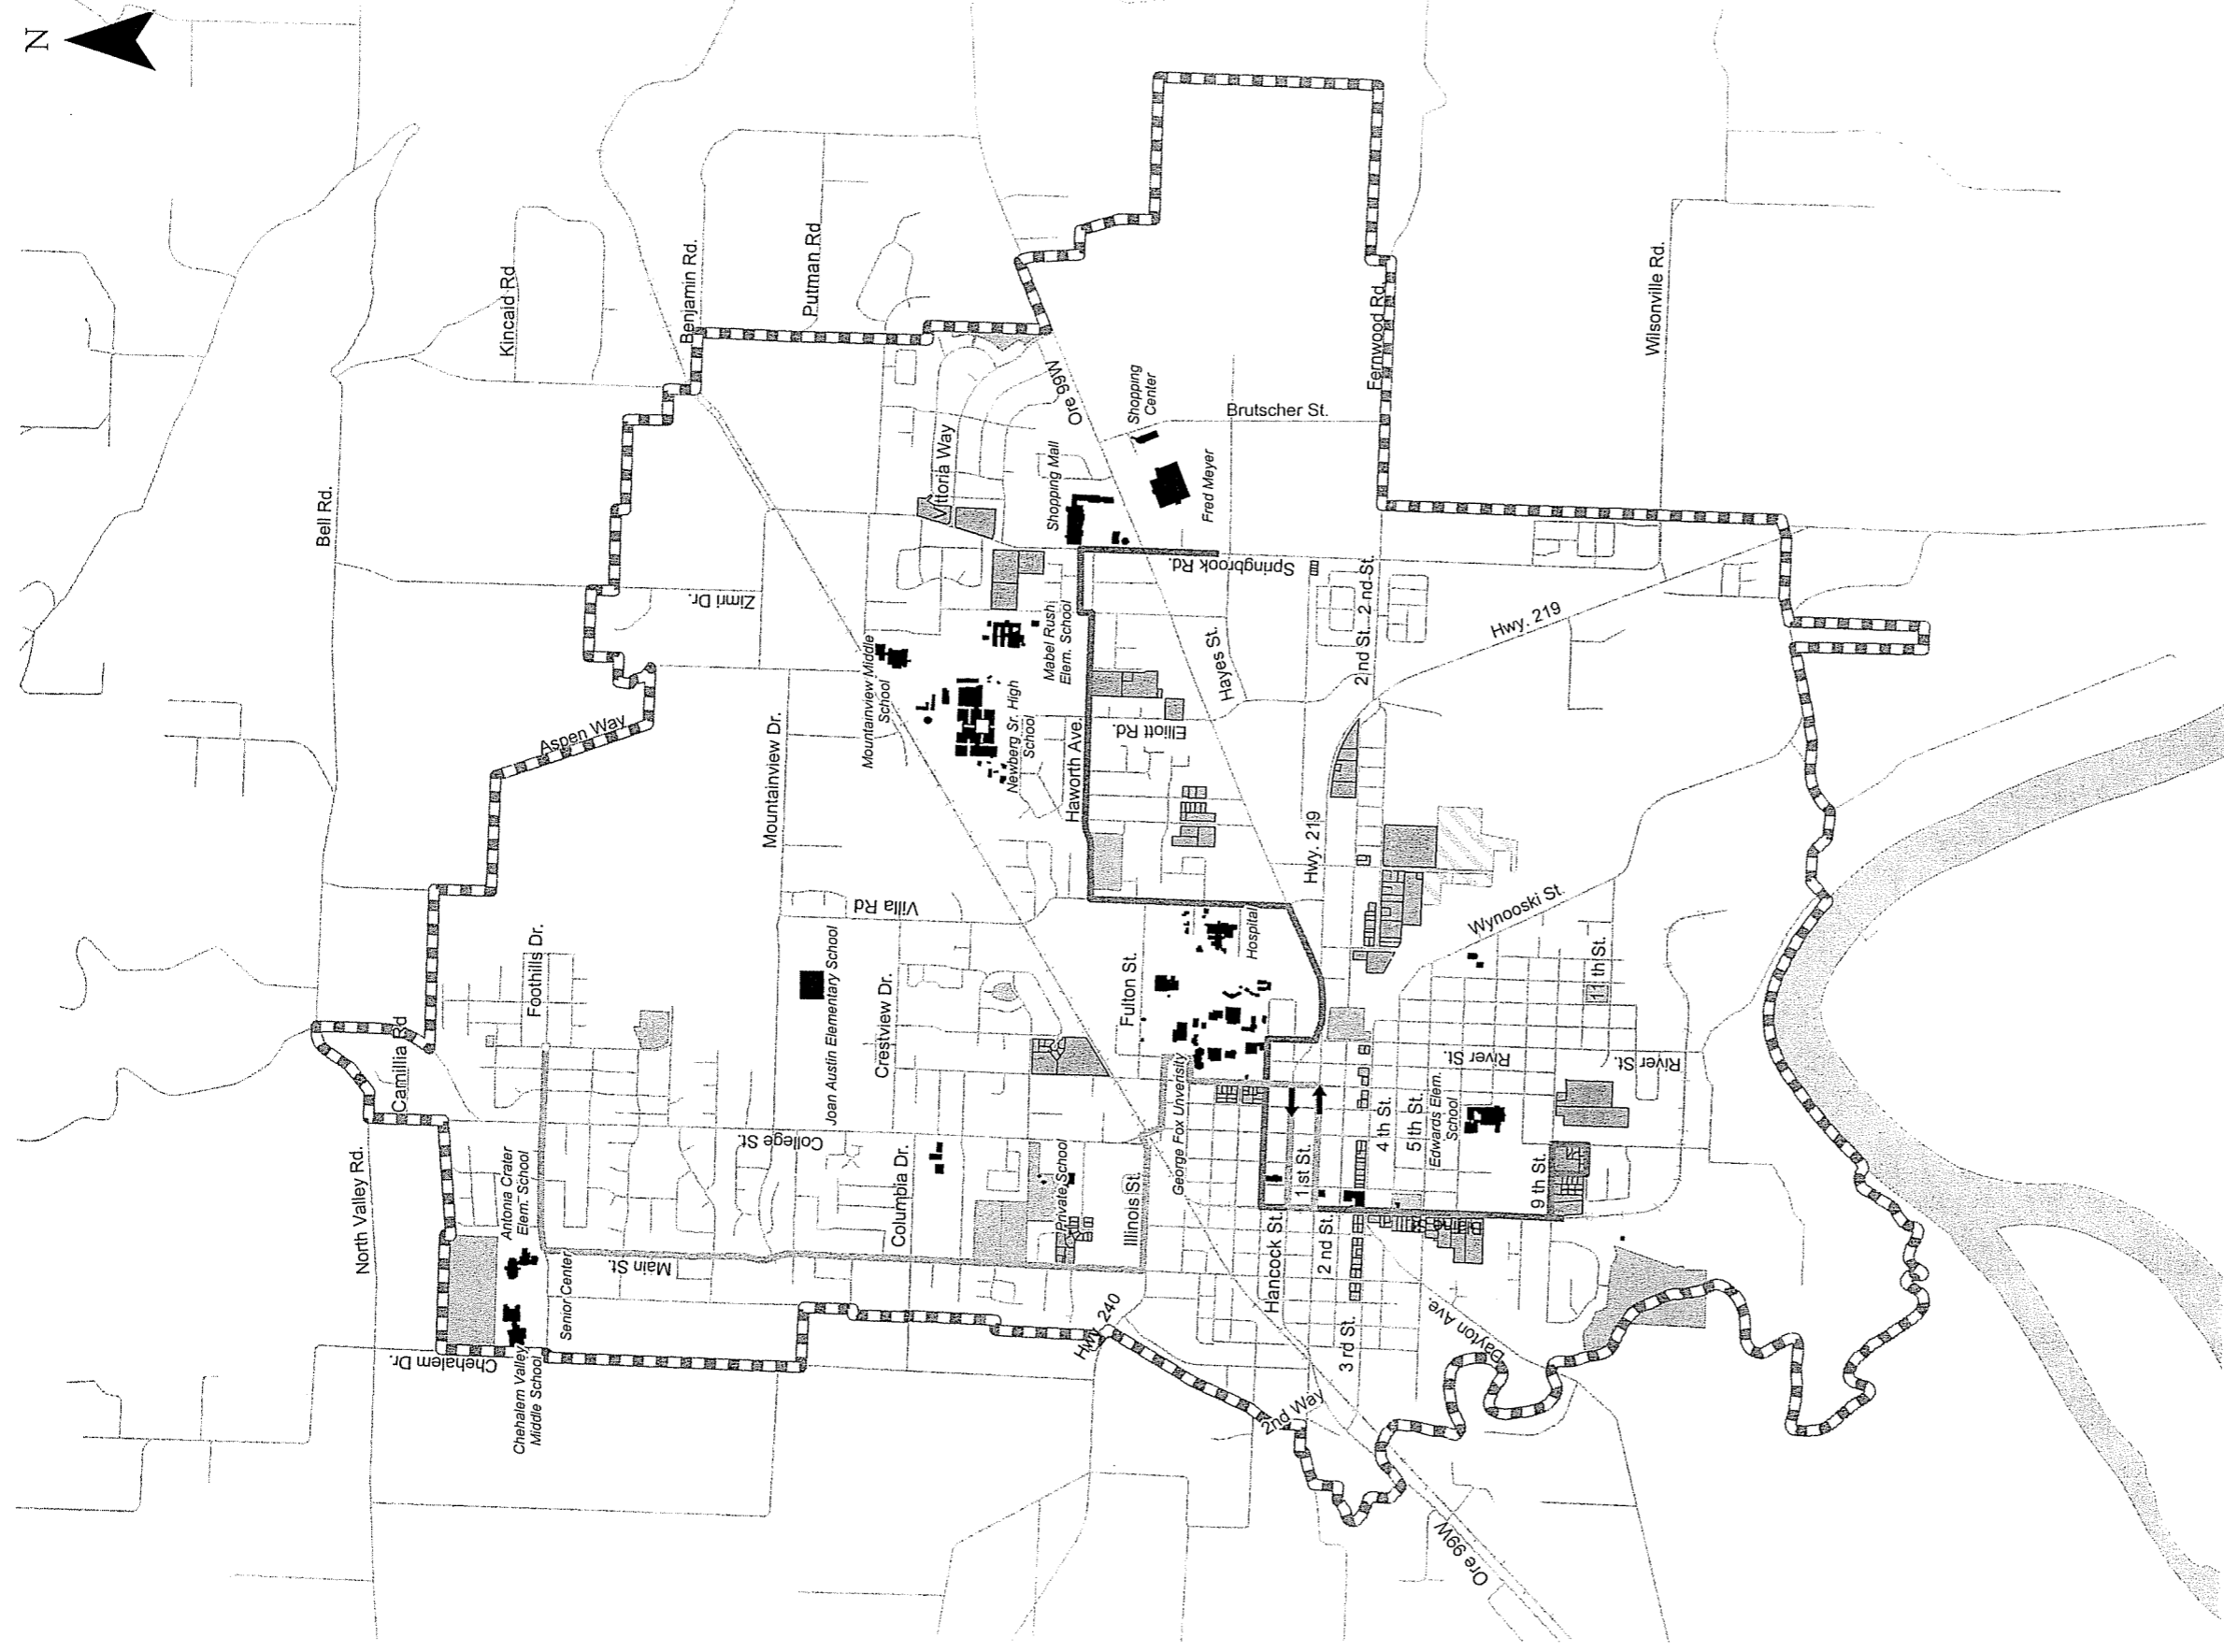 N
Bell Rd.
Kincaid Rd
Benjamin Rd.
Putman Rd
Zimri Dr.
Aspen Way
Mountainview Dr.
Mountainview Middle
School
Newberg Sr. High
School
Mabel Rush
Elem. School
Vittoria Way
Ore 99W
Shopping
Center
Shopping Mall
Fred Meyer
Brutscher St.
Fernwood Rd.
Wilsonville Rd.
Springbrook Rd.
2nd St.
2 nd St.
Hwy. 219
Hayes St.
Elliott Rd.
Haworth Ave.
Hwy. 219
Villa Rd
Foothills Dr.
Joan Austin Elementary School
Crestview Dr.
Camillia Rd
North Valley Rd.
Antonia Crater
Elem. School
Senior Center
Chehalem Dr.
Chehalem Valley
Middle School
Main St.
College St.
Columbia Dr.
Private School
Illinois St.
Fulton St.
Hospital
George Fox Unverisity
Hancock St.
1 st St.
2 nd St.
3 rd St.
4 th St.
5 th St.
Edwards Elem.
School
River St.
River St.
Wynooski St.
11 th St.
9 th St.
Blaine
Dayton Ave
Hwy. 240
2nd Way
Ore 99W